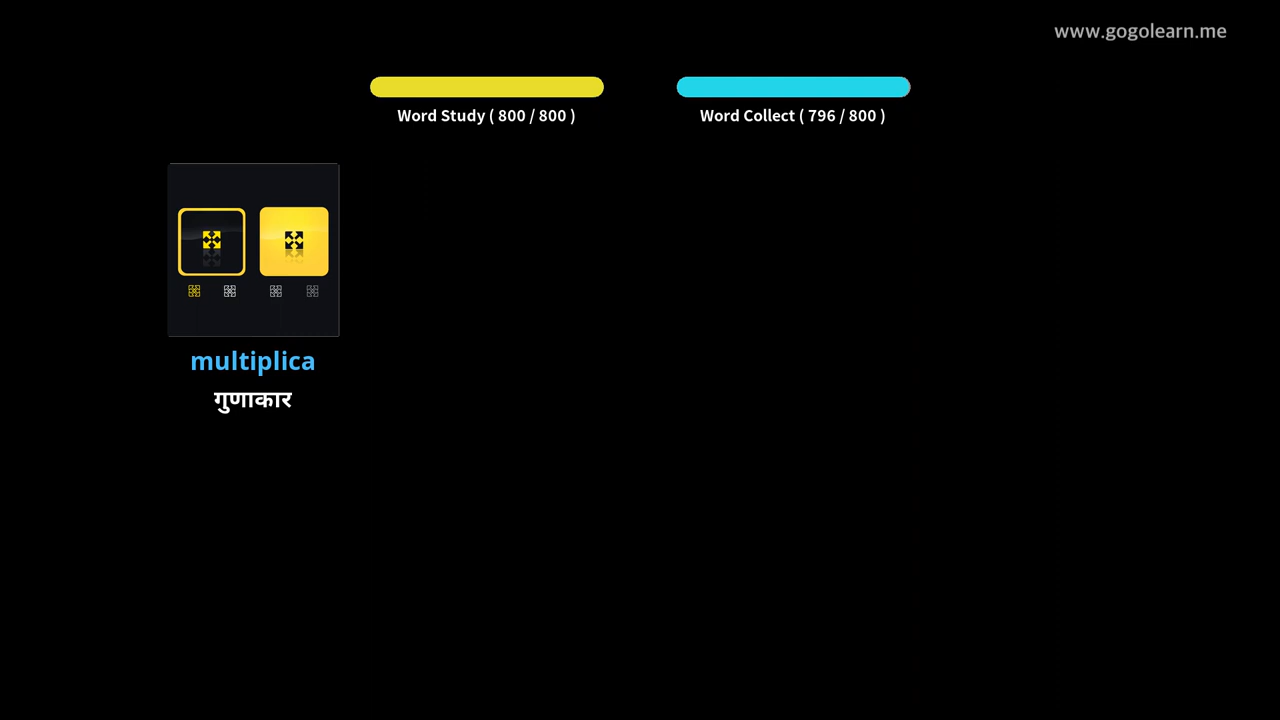 www.gogolearn.me
Word Study ( 800 / 800 )
Word Collect ( 796 / 800 )
multiplica
गुणाकार